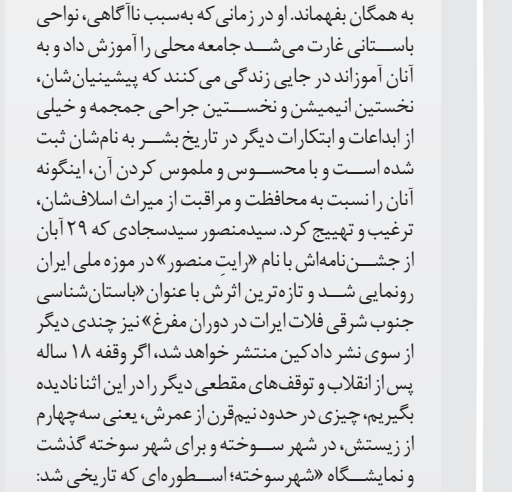 به همگان بفهماند. او در زمانی که به‌سبب ناآگاهی، نواحی
باستانی غارت می‌شد جامعه محلی را آموزش داد و به
آنان آموزاند در جایی زندگی می‌کنند که پیشینیان‌شان،
نخستین انیمیشن و نخستین جراحی جمجمه و خیلی
از ابداعات و ابتکارات دیگر در تاریخ بشر به نام‌شان ثبت
شده است و با محسوس و ملموس کردن آن، اینگونه
آنان را نسبت به محافظت و مراقبت از میراث اسلاف‌شان،
ترغیب و تهییج کرد. سیدمنصور سیدسجادی که ۲۹ آبان
از جشن‌نامه‌اش با نام «رایتِ منصور» در موزه ملی ایران
رونمایی شد و تازه‌ترین اثرش با عنوان «باستان‌شناسی
جنوب شرقی فلات ایرات در دوران مفرغ» نیز چندی دیگر
از سوی نشر دادکین منتشر خواهد شد، اگر وقفه ۱۸ ساله
پس از انقلاب و توقف‌های مقطعی دیگر را در این اثنا نادیده
بگیریم، چیزی در حدود نیم‌قرن از عمرش، یعنی سه‌چهارم
از زیستش، در شهر سوخته و برای شهر سوخته گذشت
و نمایشگاه «شهرسوخته؛ اسطوره‌ای که تاریخی شد: